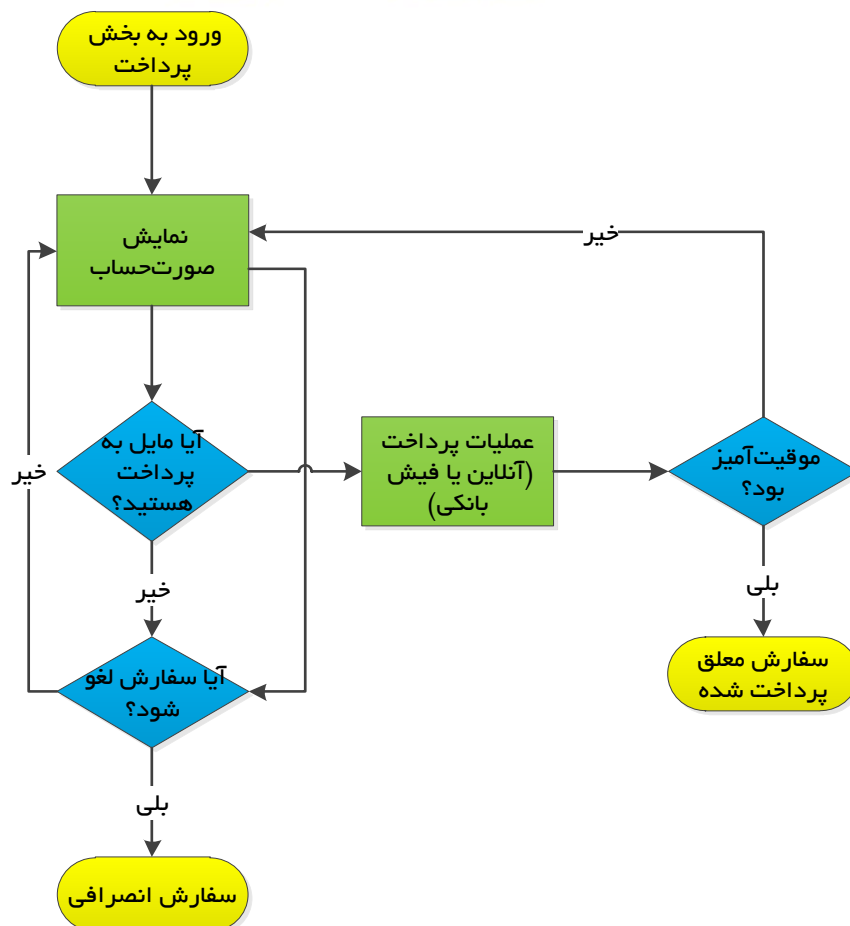 ورود به بخش
پرداخت
نمایش
صورت‌حساب
خیر
آیا مایل به
پرداخت
هستید؟
عملیات پرداخت
(آنلاین یا فیش
بانکی)
موقیت‌آمیز
بود؟
خیر
خیر
بلی
آیا سفارش لغو
شود؟
سفارش معلق
پرداخت شده
بلی
سفارش انصرافی